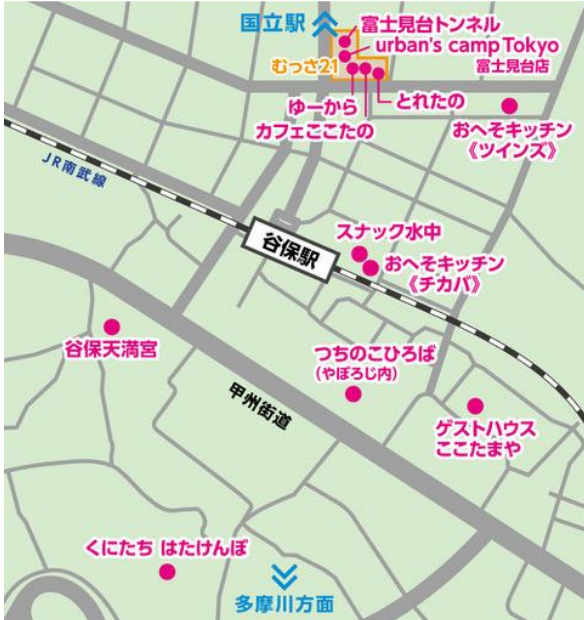 国立駅
富士見台トンネル
urban's camp Tokyo
富士見台店
むっさ21
ゆーから
とれたの
カフェここたの
おへそキッチン
《ツインズ》
JR南武線
谷保駅
スナック水中
おへそキッチン
《チカバ》
谷保天満宮
つちのこひろば
(やぼろじ内)
甲州街道
ゲストハウス
ここたまや
くにたち はたけんぼ
多摩川方面